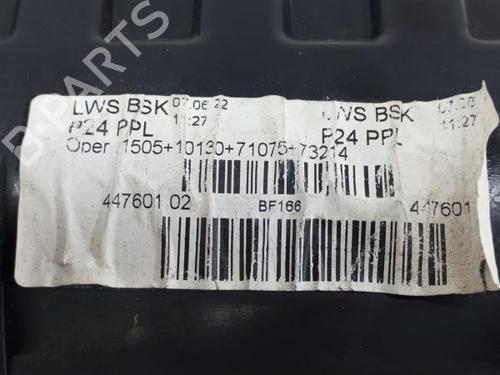 LWS BSK 07.06.22 LWS BSK
P24 PPL 11:27 P24 PPL 11:27
Oper 1505+10130+71075+73214
447601 02 BF166 447601
B-Parts